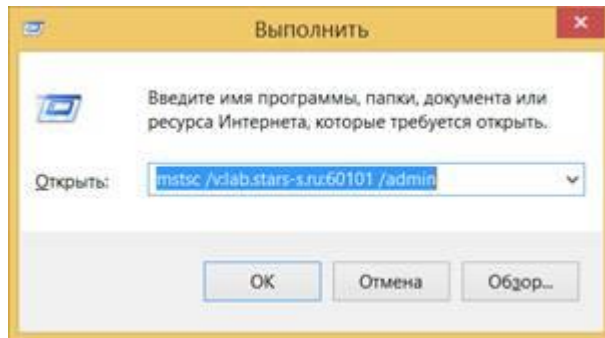 Выполнить
Введите имя программы, папки, документа или
ресурса Интернета, которые требуется открыть.
Открыть:
mstsc /v:lab.stars-s.ru:60101 /admin
ОК
Отмена
Обзор...